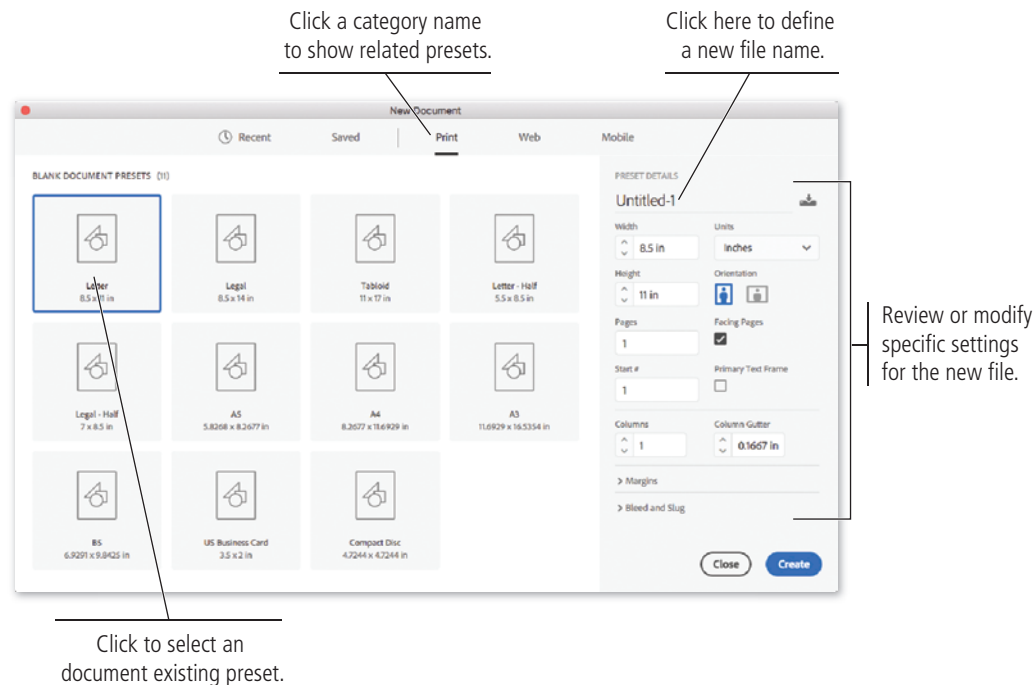 Click a category name
to show related presets.
Click here to define
a new file name.
New Document
Recent Saved Print Web Mobile
BLANK DOCUMENT PRESETS (11)
Letter
8.5 x 11 in
Legal
8.5 x 14 in
Tabloid
11 x 17 in
Letter - Half
5.5 x 8.5 in
Legal - Half
7 x 8.5 in
A5
5.8268 x 8.2677 in
A4
8.2677 x 11.6929 in
A3
11.6929 x 16.5354 in
B5
6.9291 x 9.8425 in
US Business Card
3.5 x 2 in
Compact Disc
4.7244 x 4.7244 in
PRESET DETAILS
Untitled-1
Width Units
8.5 in Inches
Height Orientation
11 in
Pages Facing Pages
1
Start # Primary Text Frame
1
Columns Column Gutter
1 0.1667 in
> Margins
> Bleed and Slug
Close Create
Review or modify
specific settings
for the new file.
Click to select an
document existing preset.